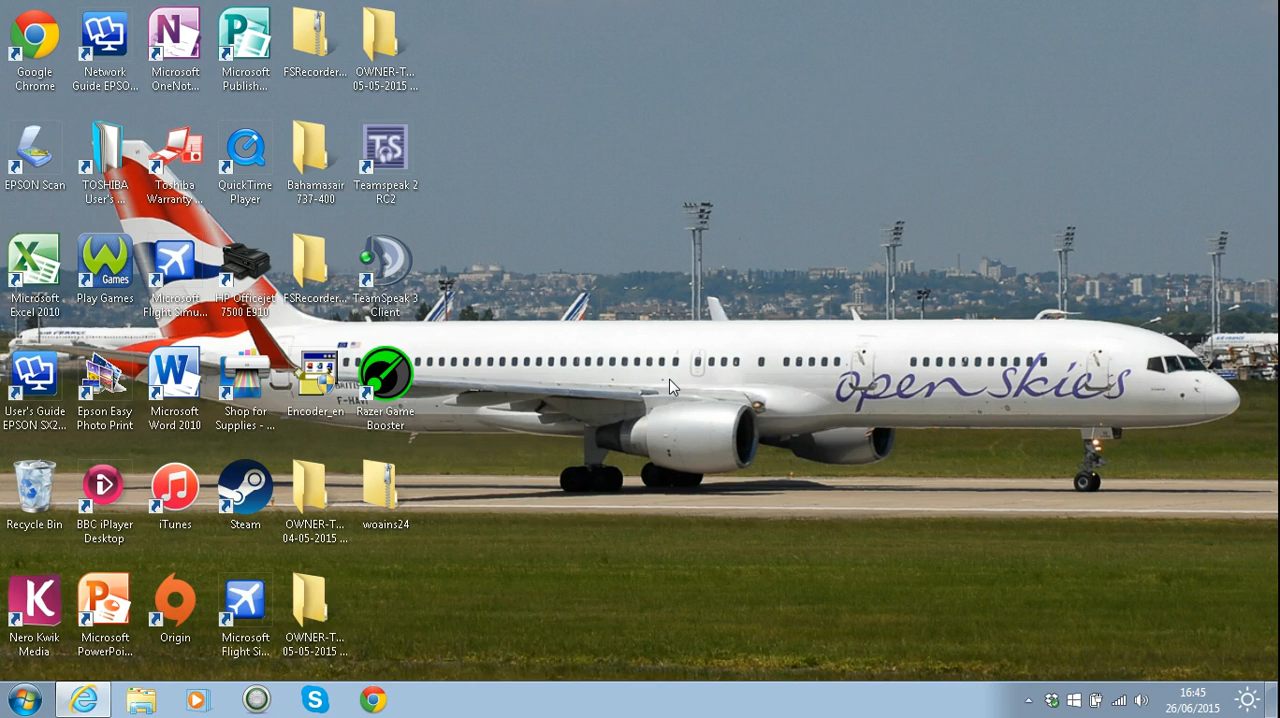 Google
Chrome
Network
Guide EPSO...
Microsoft
OneNot...
Microsoft
Publish...
FSRecorder...
OWNER-T...
05-05-2015 ...
EPSON Scan
TOSHIBA
User's ...
Toshiba
Warranty ...
QuickTime
Player
Bahamasair
737-400
TS
Teamspeak 2
RC2
Microsoft
Excel 2010
Games
Play Games
Microsoft
Flight Simu...
HP Officejet
7500 E910
FSRecorder...
TeamSpeak 3
Client
User's Guide
EPSON SX2...
Epson Easy
Photo Print
Microsoft
Word 2010
Shop for
Supplies - ...
Encoder_en
Razer Game
Booster
open skies
Recycle Bin
BBC iPlayer
Desktop
iTunes
Steam
OWNER-T...
04-05-2015 ...
woains24
Nero Kwik
Media
Microsoft
PowerPoi...
Origin
Microsoft
Flight Si...
OWNER-T...
05-05-2015 ...
16:45
26/06/2015